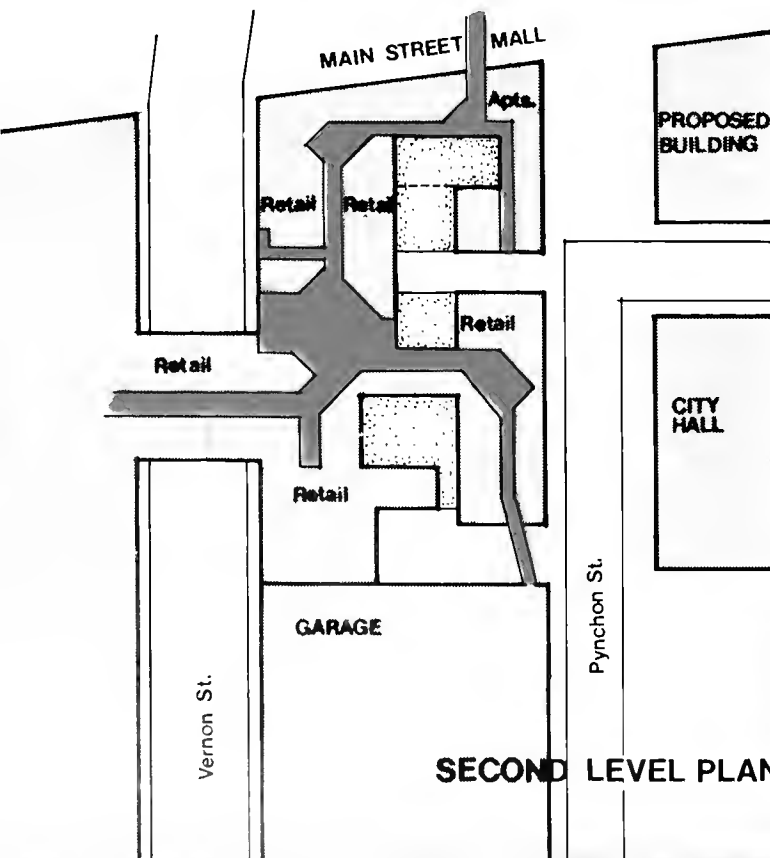 MAIN STREET MALL
Apts.
PROPOSED
BUILDING
Retail
Retail
Retail
Retail
CITY
HALL
Retail
Pynchon St.
GARAGE
Vernon St.
SECOND LEVEL PLAN